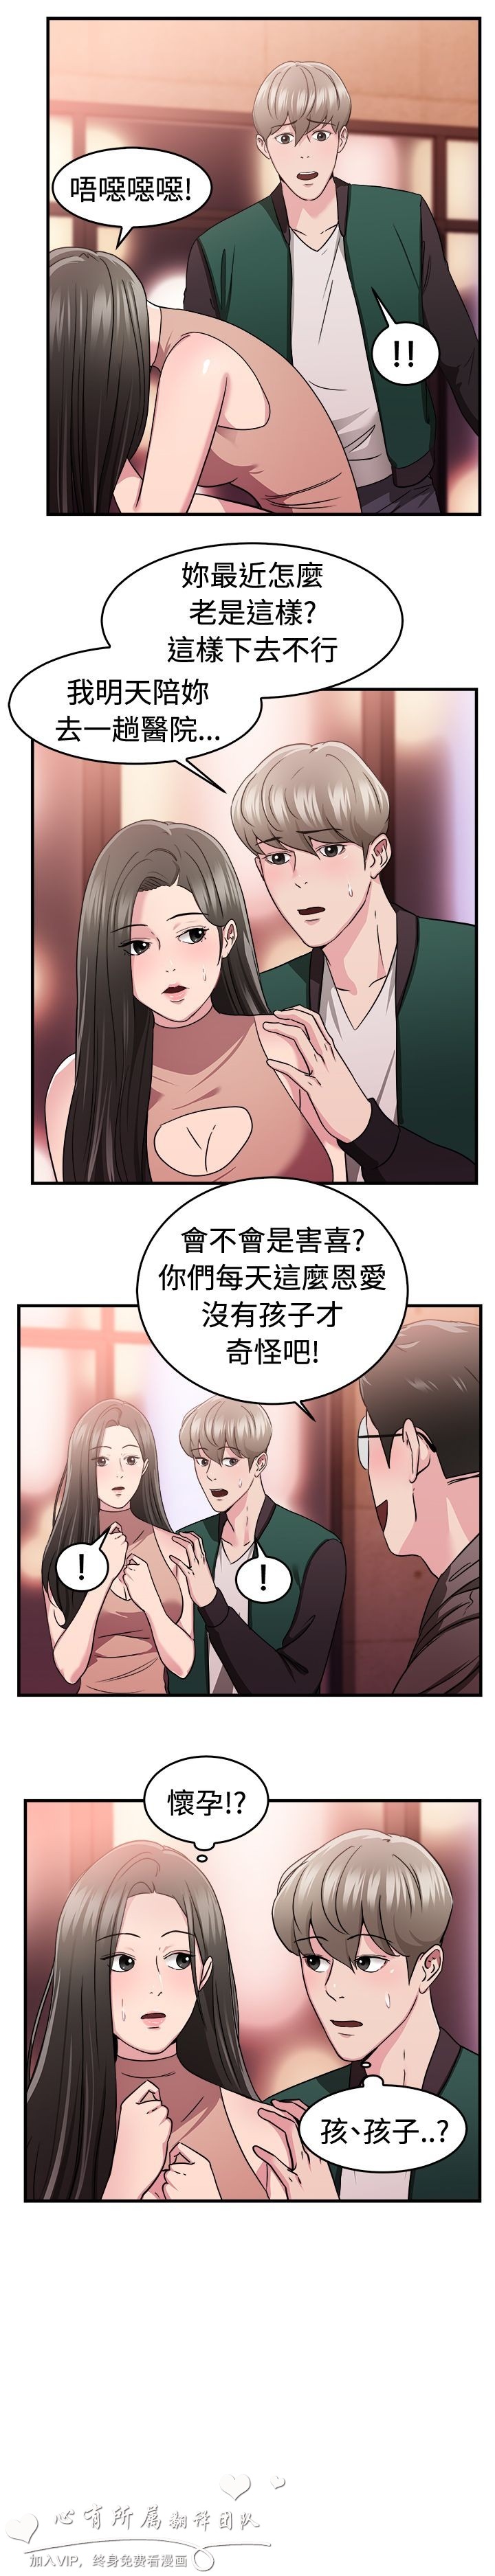 唔噁噁噁!
!!
妳最近怎麼
老是這樣?
這樣下去不行
我明天陪妳
去一趟醫院...
會不會是害喜?
你們每天這麼恩愛
沒有孩子才
奇怪吧!
!
!
懷孕!?
孩、孩子..?
心有所属翻译团队
加入VIP，终身免费看漫画